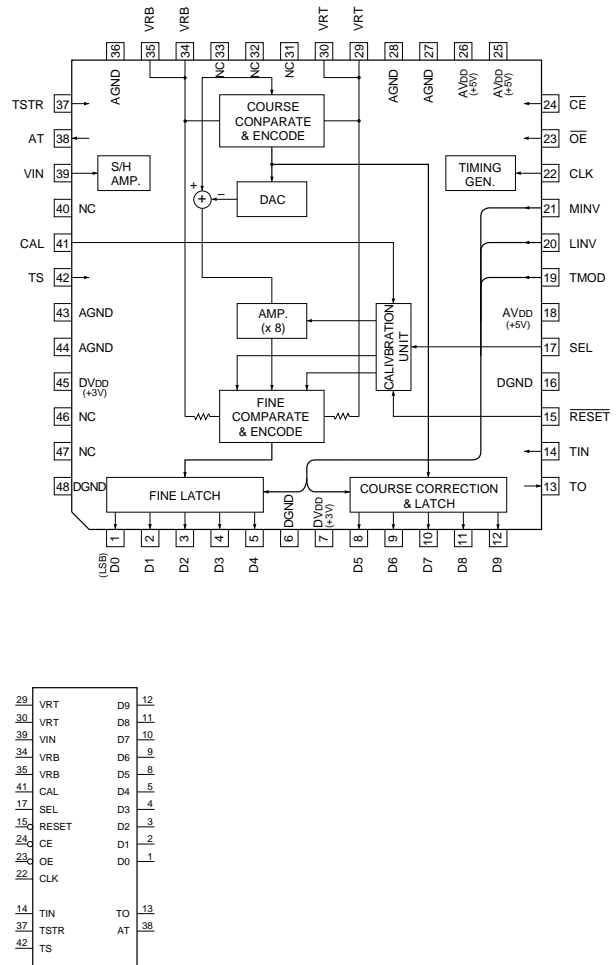 VRB
VRB
VRT
VRT
36
35
34
33
32
31
30
29
28
27
26
25
AGND
NC
NC
NC
AGND
AGND
AVDD
(+5V)
AVDD
(+5V)
TSTR 37
AT 38
VIN 39
40 NC
CAL 41
TS 42
43 AGND
44 AGND
45 DVDD
(+3V)
46 NC
47 NC
48 DGND
COURSE
CONPARATE
& ENCODE
S/H
AMP.
+
−
+
DAC
TIMING
GEN.
AMP.
(x 8)
CALIVBRATION
UNIT
FINE
COMPARATE
& ENCODE
FINE LATCH
COURSE CORRECTION
& LATCH
24 CE
23 OE
22 CLK
21 MINV
20 LINV
19 TMOD
AVDD 18
(+5V)
17 SEL
DGND 16
15 RESET
14 TIN
13 TO
DGND
DVDD
(+3V)
1
2
3
4
5
6
7
8
9
10
11
12
(LSB)
D0
D1
D2
D3
D4
D5
D6
D7
D8
D9
29 VRT D9 12
30 VRT D8 11
39 VIN D7 10
34 VRB D6 9
35 VRB D5 8
41 CAL D4 5
17 SEL D3 4
15 RESET D2 3
24 CE D1 2
23 OE D0 1
22 CLK
14 TIN TO 13
37 TSTR AT 38
42 TS